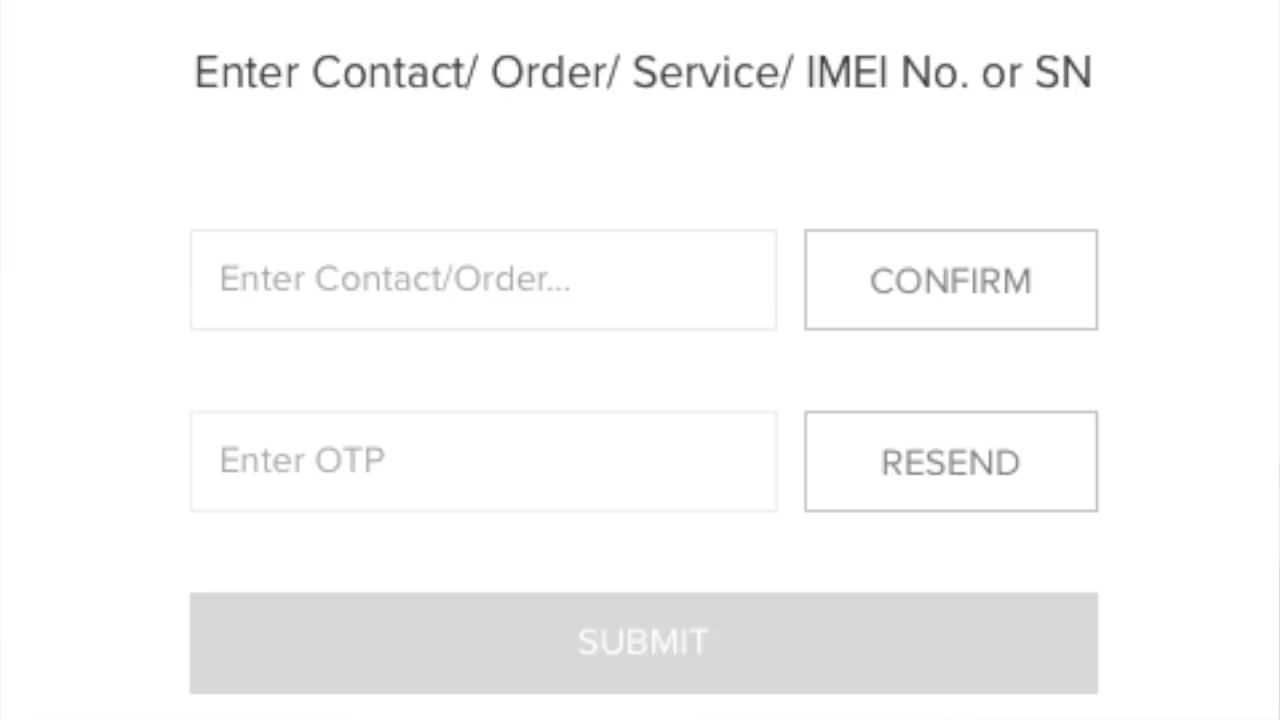 Enter Contact/ Order/ Service/ IMEI No. or SN
Enter Contact/Order...
CONFIRM
Enter OTP
RESEND
SUBMIT